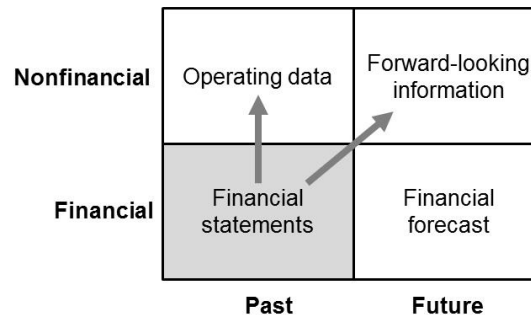 Nonfinancial
Operating data
Forward-looking
information
Financial
Financial
statements
Financial
forecast
Past
Future